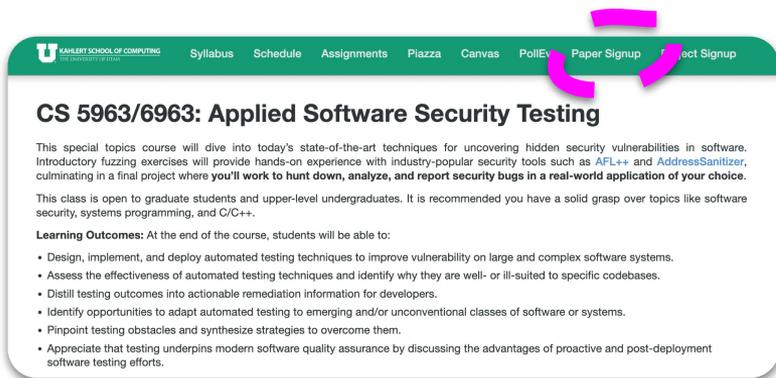 KAHLERT SCHOOL OF COMPUTING
THE UNIVERSITY OF UTAH
Syllabus Schedule Assignments Piazza Canvas Paper Signup Signup
CS 5963/6963: Applied Software Security Testing
This special topics course will dive into today's state-of-the-art techniques for uncovering hidden security vulnerabilities in software.
Introductory fuzzing exercises will provide hands-on experience with industry-popular security tools such as AFL++ and AddressSanitizer,
culminating in a final project where you'll work to hunt down, analyze, and report security bugs in a real-world application of your choice.
This class is open to graduate students and upper-level undergraduates. It is recommended you have a solid grasp over topics like software
security, systems programming, and C/C++.
Learning Outcomes: At the end of the course, students will be able to:
• Design, implement, and deploy automated testing techniques to improve vulnerability on large and complex software systems.
• Assess the effectiveness of automated testing techniques and identify why they are well- or ill-suited to specific codebases.
• Distill testing outcomes into actionable remediation information for developers.
• Identify opportunities to adapt automated testing to emerging and/or unconventional classes of software or systems.
• Pinpoint testing obstacles and synthesize strategies to overcome them.
• Appreciate that testing underpins modern software quality assurance by discussing the advantages of proactive and post-deployment
software testing efforts.